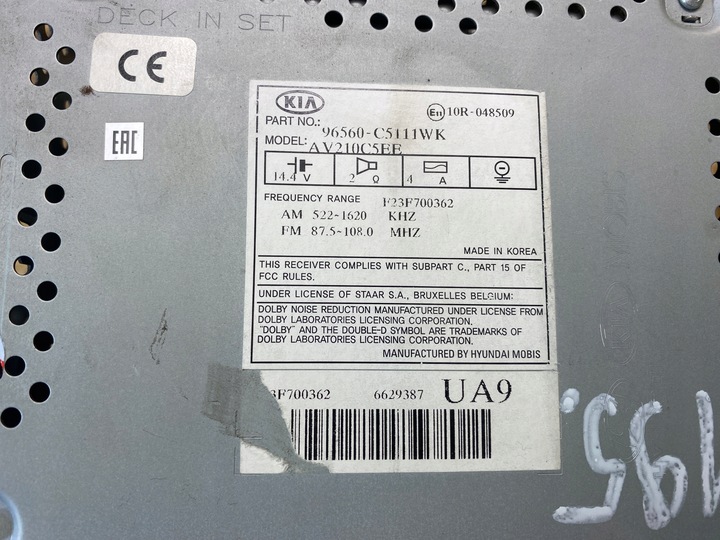 DECK IN SET
CE
EAC
KIA
E11 10R-048509
PART NO.: 96560-C5111WK
MODEL: AV210C5EE
14.4 V 2 Ω 4 A
FREQUENCY RANGE F23F700362
AM 522~1620 KHZ
FM 87.5~108.0 MHZ
MADE IN KOREA
THIS RECEIVER COMPLIES WITH SUBPART C., PART 15 OF
FCC RULES.
UNDER LICENSE OF STAAR S.A., BRUXELLES BELGIUM:
DOLBY NOISE REDUCTION MANUFACTURED UNDER LICENSE FROM
DOLBY LABORATORIES LICENSING CORPORATION.
"DOLBY" AND THE DOUBLE-D SYMBOL ARE TRADEMARKS OF
DOLBY LABORATORIES LICENSING CORPORATION.
MANUFACTURED BY HYUNDAI MOBIS
3F700362 6629387 UA9